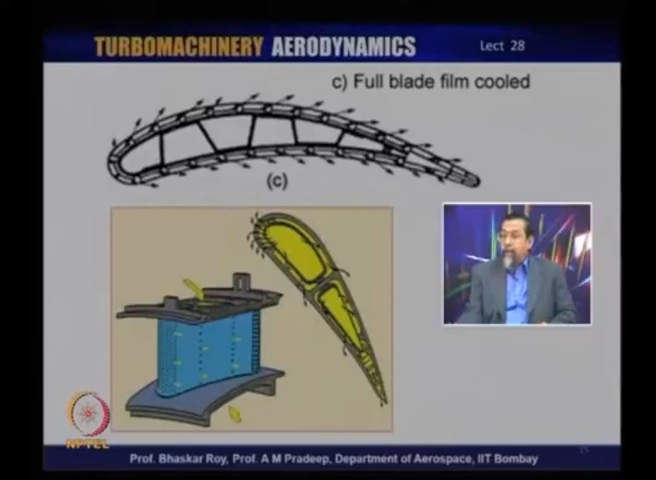 TURBOMACHINERY AERODYNAMICS
Lect 28
c) Full blade film cooled
(c)
NPTEL
15
Prof. Bhaskar Roy, Prof. A M Pradeep, Department of Aerospace, IIT Bombay